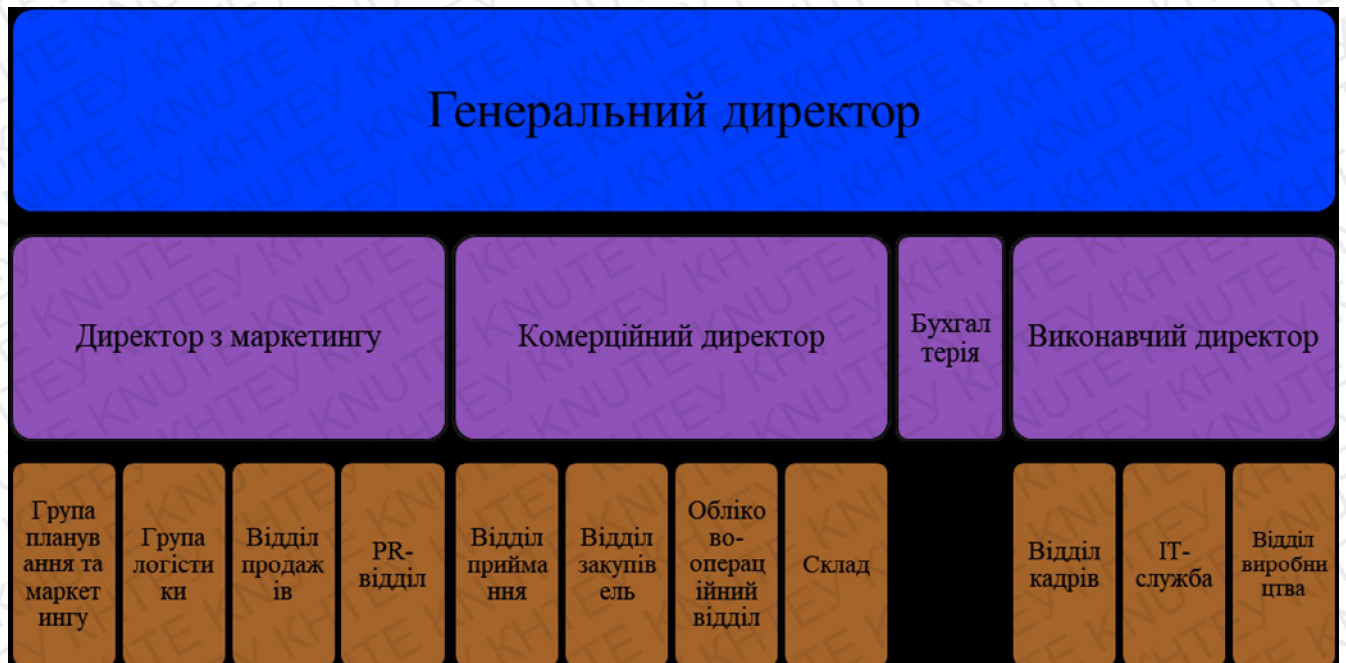 Генеральний директор
Директор з маркетингу
Комерційний директор
Бухгал
терія
Виконавчий директор
Група
планув
ання та
маркет
ингу
Група
логісти
ки
Відділ
продаж
ів
PR-
відділ
Відділ
прийма
ння
Відділ
закупів
ель
Обліко
во-
операц
ійний
відділ
Склад
Відділ
кадрів
IT-
служба
Відділ
виробни
цтва